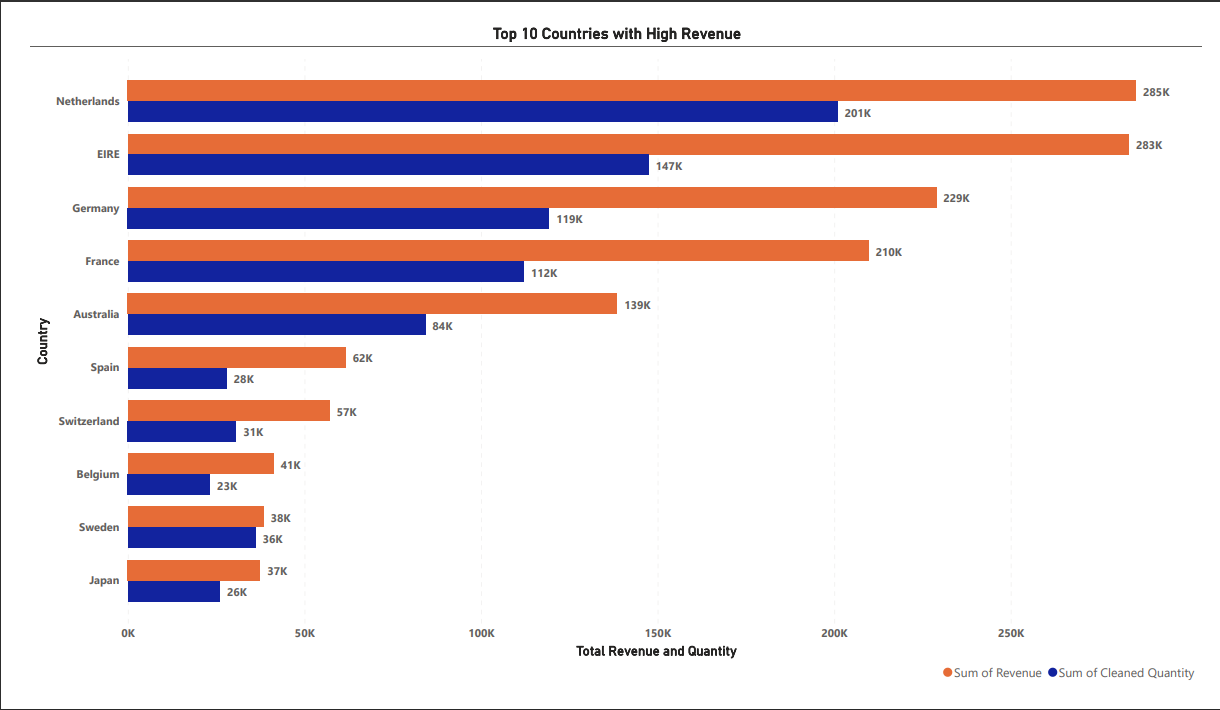 Top 10 Countries with High Revenue
Country
Netherlands
285K
201K
EIRE
283K
147K
Germany
229K
119K
France
210K
112K
Australia
139K
84K
Spain
62K
28K
Switzerland
57K
31K
Belgium
41K
23K
Sweden
38K
36K
Japan
37K
26K
0K 50K 100K 150K 200K 250K
Total Revenue and Quantity
Sum of Revenue Sum of Cleaned Quantity